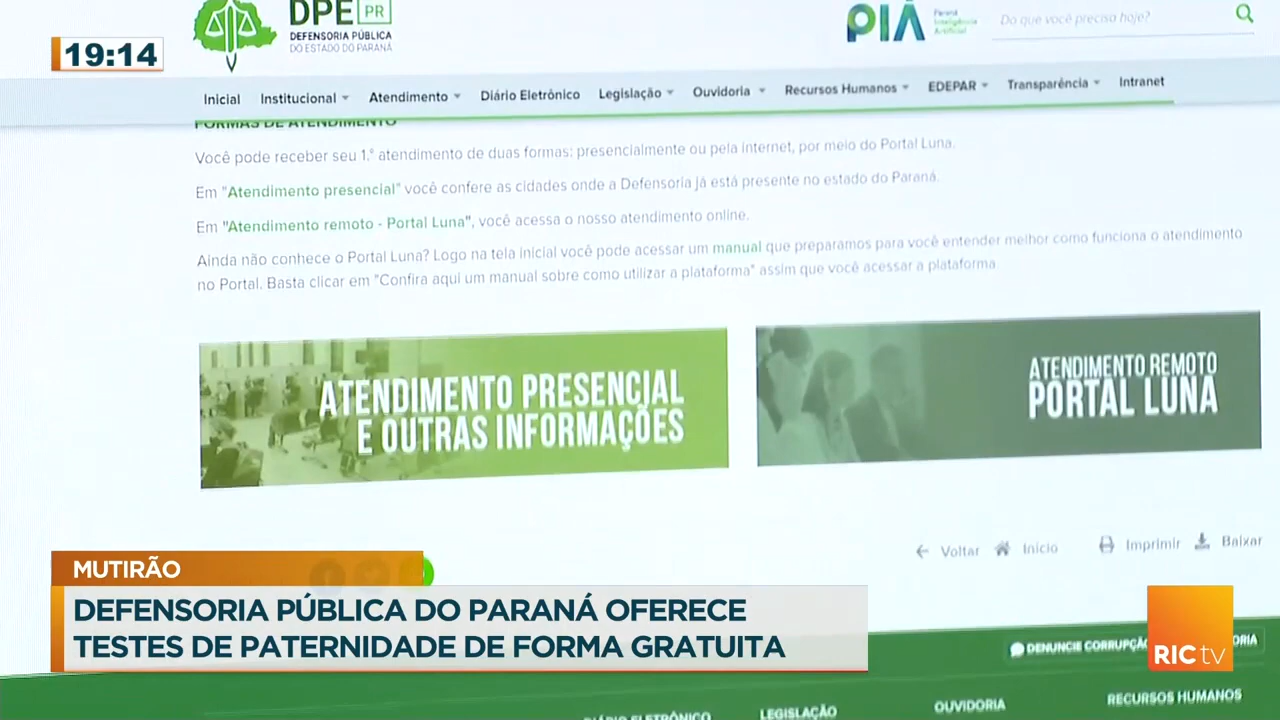 19:14
DPE PR
DEFENSORIA PÚBLICA
DO ESTADO DO PARANÁ
PIÁ
Paraná
Inteligência
Artificial
Do que você precisa hoje?
Inicial Institucional Atendimento Diário Eletrônico Legislação Ouvidoria Recursos Humanos EDEPAR Transparência Intranet
FORMAS DE ATENDIMENTO
Você pode receber seu 1.° atendimento de duas formas: presencialmente ou pela internet, por meio do Portal Luna.
Em "Atendimento presencial" você confere as cidades onde a Defensoria já está presente no estado do Paraná.
Em "Atendimento remoto - Portal Luna", você acessa o nosso atendimento online.
Ainda não conhece o Portal Luna? Logo na tela inicial você pode acessar um manual que preparamos para você entender melhor como funciona o atendimento
no Portal. Basta clicar em "Confira aqui um manual sobre como utilizar a plataforma" assim que você acessar a plataforma
ATENDIMENTO PRESENCIAL
E OUTRAS INFORMAÇÕES
ATENDIMENTO REMOTO
PORTAL LUNA
Voltar Início Imprimir Baixar
MUTIRÃO
DEFENSORIA PÚBLICA DO PARANÁ OFERECE
TESTES DE PATERNIDADE DE FORMA GRATUITA
DENUNCIE CORRUPÇÃ
RIC tv
DIÁRIO ELETRÔNICO LEGISLAÇÃO OUVIDORIA RECURSOS HUMANOS